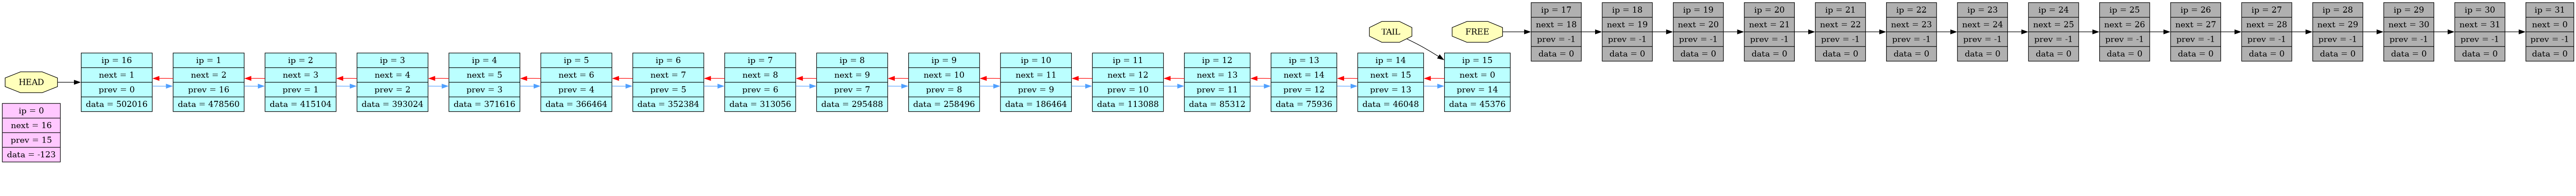 HEAD
ip = 0
next = 16
prev = 15
data = -123
ip = 16
next = 1
prev = 0
data = 502016
ip = 1
next = 2
prev = 16
data = 478560
ip = 2
next = 3
prev = 1
data = 415104
ip = 3
next = 4
prev = 2
data = 393024
ip = 4
next = 5
prev = 3
data = 371616
ip = 5
next = 6
prev = 4
data = 366464
ip = 6
next = 7
prev = 5
data = 352384
ip = 7
next = 8
prev = 6
data = 313056
ip = 8
next = 9
prev = 7
data = 295488
ip = 9
next = 10
prev = 8
data = 258496
ip = 10
next = 11
prev = 9
data = 186464
ip = 11
next = 12
prev = 10
data = 113088
ip = 12
next = 13
prev = 11
data = 85312
ip = 13
next = 14
prev = 12
data = 75936
ip = 14
next = 15
prev = 13
data = 46048
TAIL
ip = 15
next = 0
prev = 14
data = 45376
FREE
ip = 17
next = 18
prev = -1
data = 0
ip = 18
next = 19
prev = -1
data = 0
ip = 19
next = 20
prev = -1
data = 0
ip = 20
next = 21
prev = -1
data = 0
ip = 21
next = 22
prev = -1
data = 0
ip = 22
next = 23
prev = -1
data = 0
ip = 23
next = 24
prev = -1
data = 0
ip = 24
next = 25
prev = -1
data = 0
ip = 25
next = 26
prev = -1
data = 0
ip = 26
next = 27
prev = -1
data = 0
ip = 27
next = 28
prev = -1
data = 0
ip = 28
next = 29
prev = -1
data = 0
ip = 29
next = 30
prev = -1
data = 0
ip = 30
next = 31
prev = -1
data = 0
ip = 31
next = 0
prev = -1
data = 0